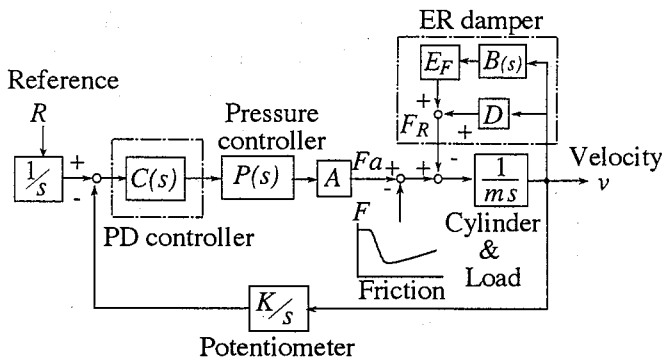 ER damper
E_F
B(s)
D
F_R
+
+
-
Reference
R
Pressure
controller
1/s
+
-
C(s)
P(s)
A
Fa
+
-
+
1
ms
Velocity
v
PD controller
F
Friction
Cylinder
&
Load
K/s
Potentiometer